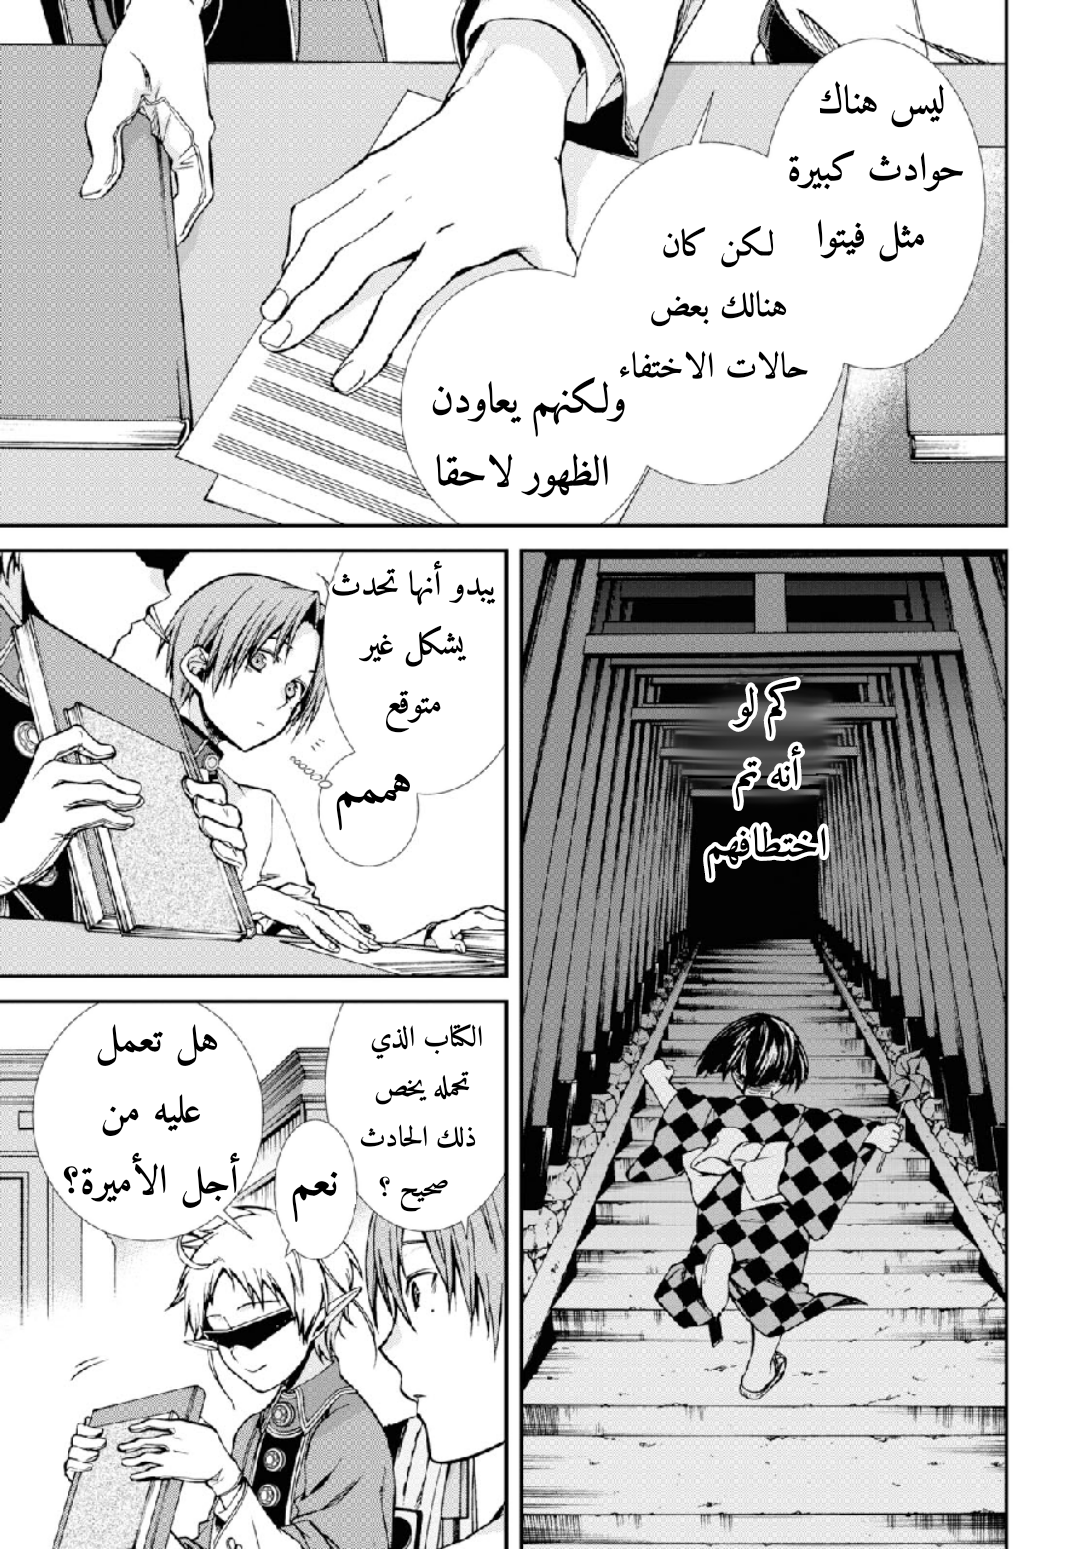 ليس هناك
حوادث كبيرة
مثل فيتوا
لكن كان
هنالك بعض
حالات الاختفاء
ولكنهم يعاودن
الظهور لاحقا
كم لو
أنه تم
اختطافهم
يبدو أنها تحدث
يشكل غير
متوقع
هممم
الكتاب الذي
تحمله يخص
ذلك الحادث
صحيح ؟
نعم
هل تعمل
عليه من
أجل الأميرة؟